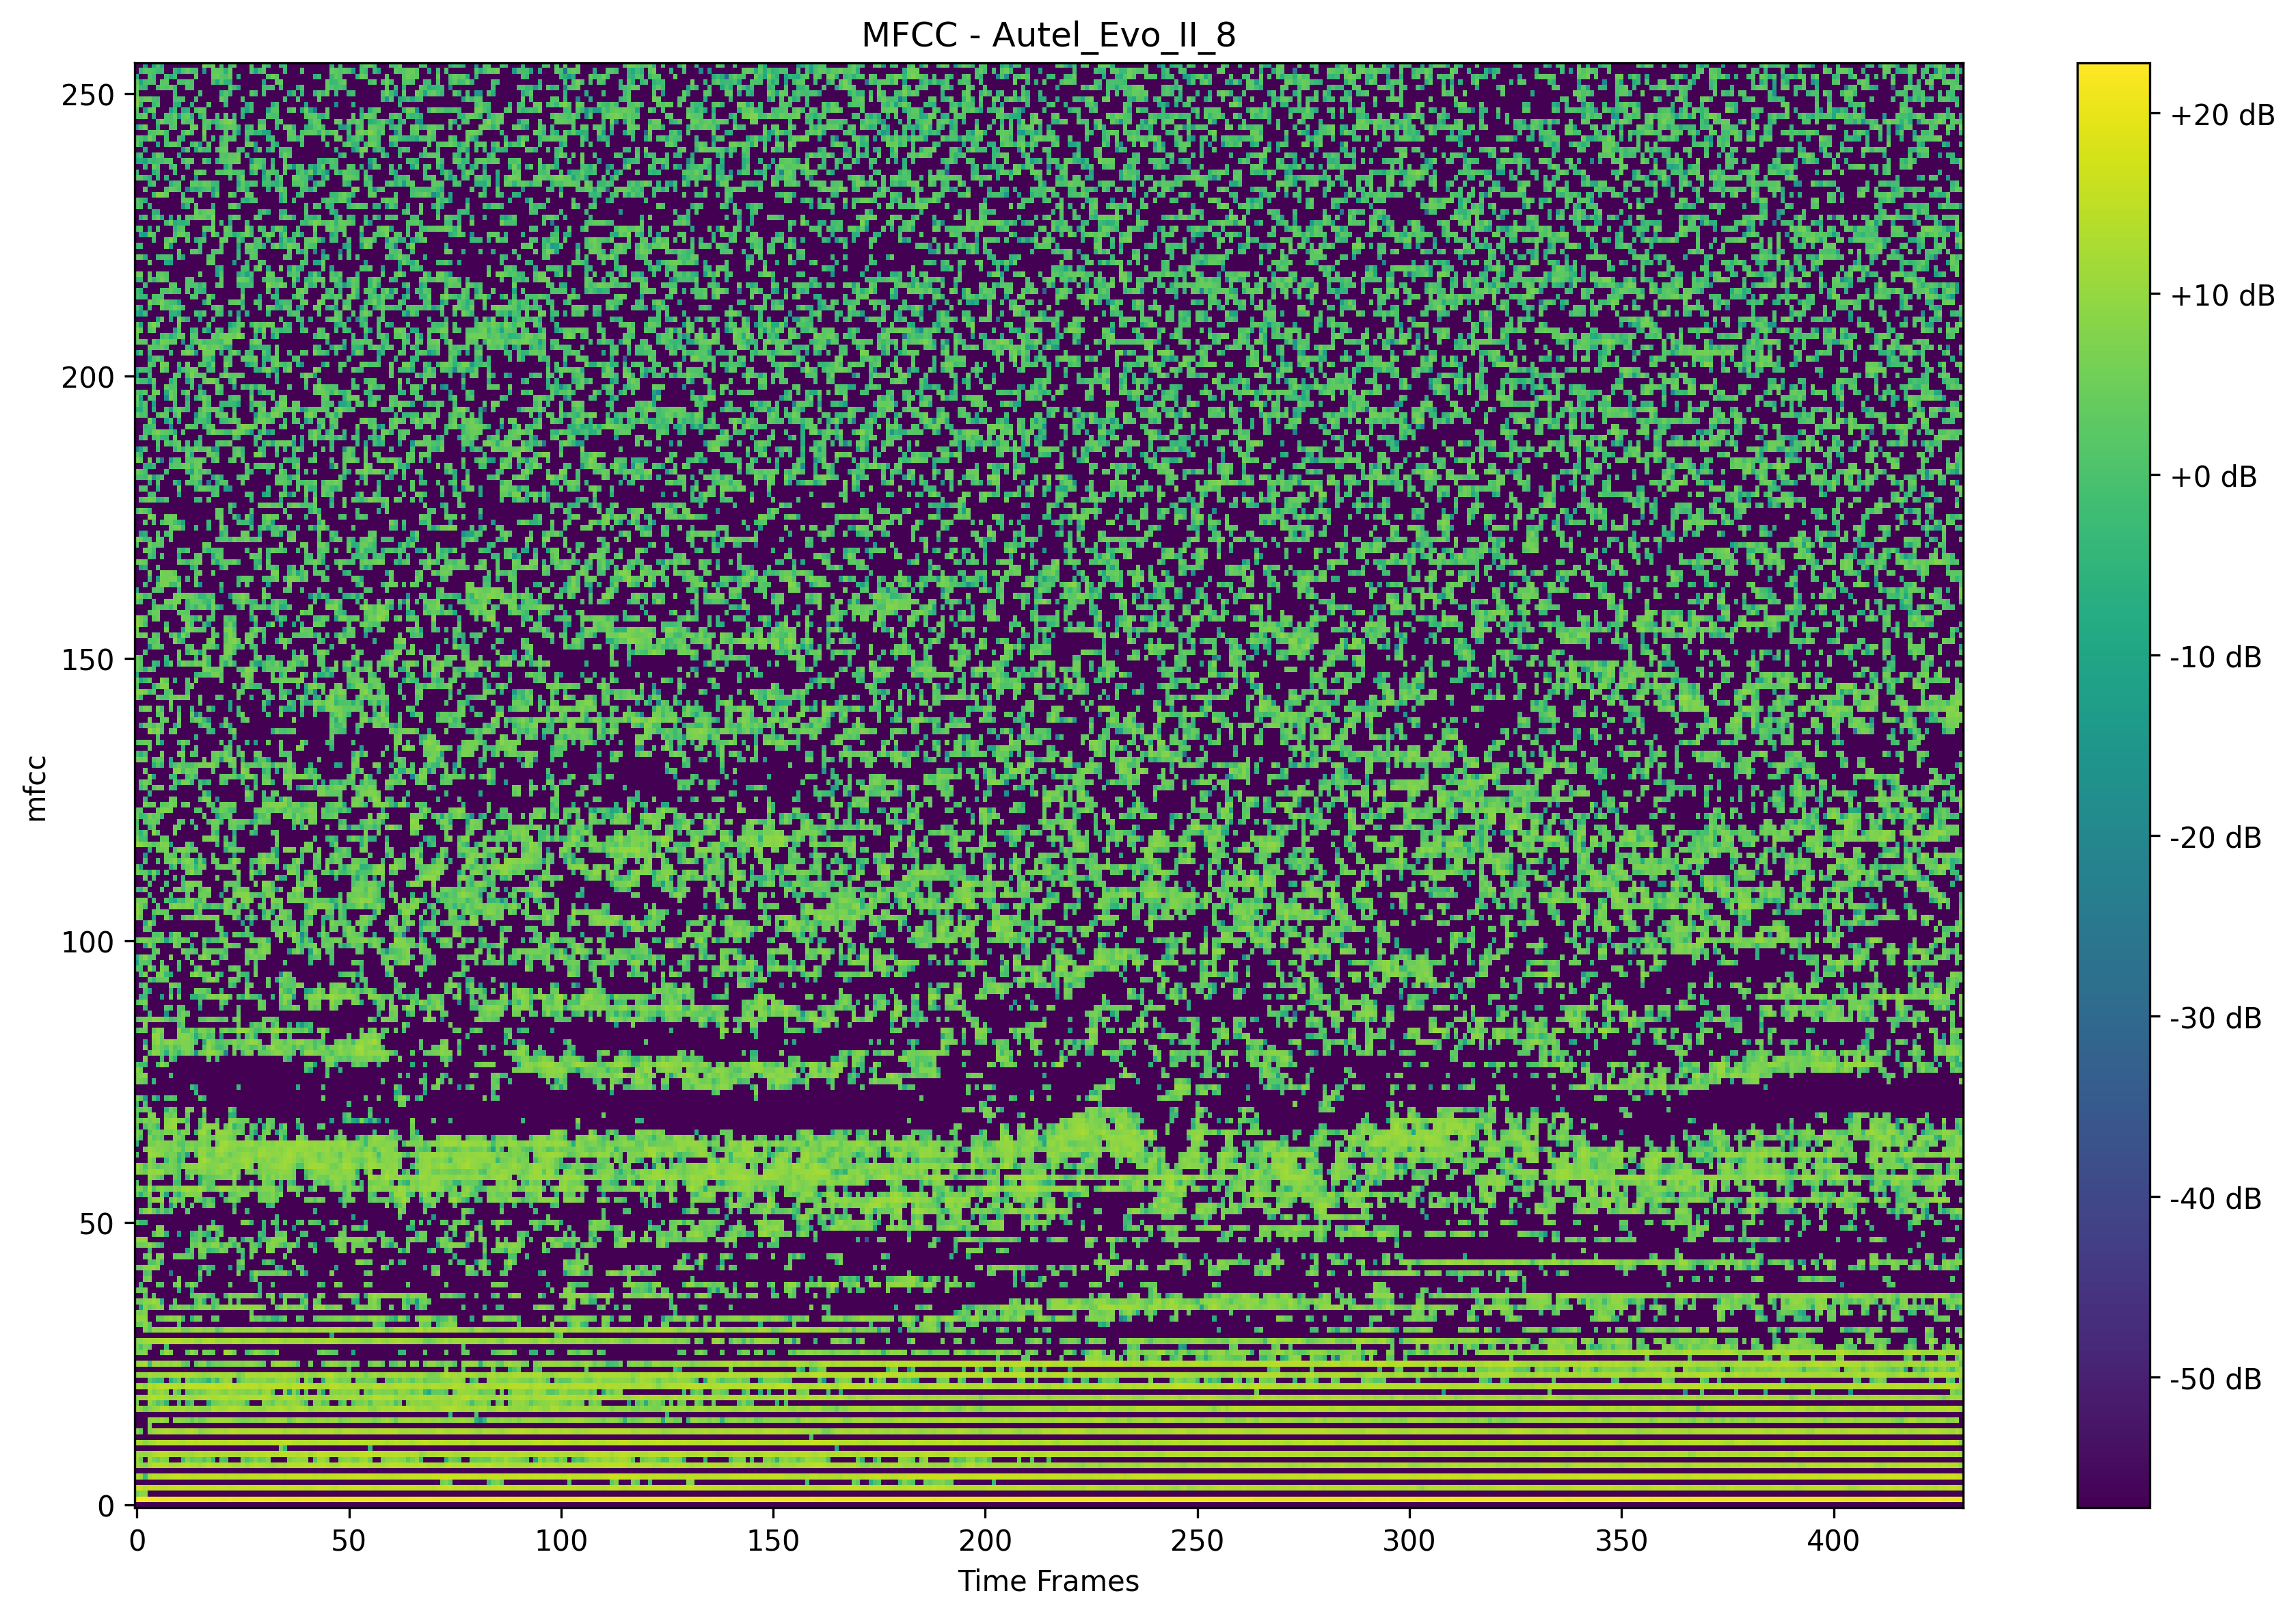 MFCC - Autel_Evo_II_8
250
200
150
100
50
0
mfcc
0 50 100 150 200 250 300 350 400
Time Frames
+20 dB
+10 dB
+0 dB
-10 dB
-20 dB
-30 dB
-40 dB
-50 dB